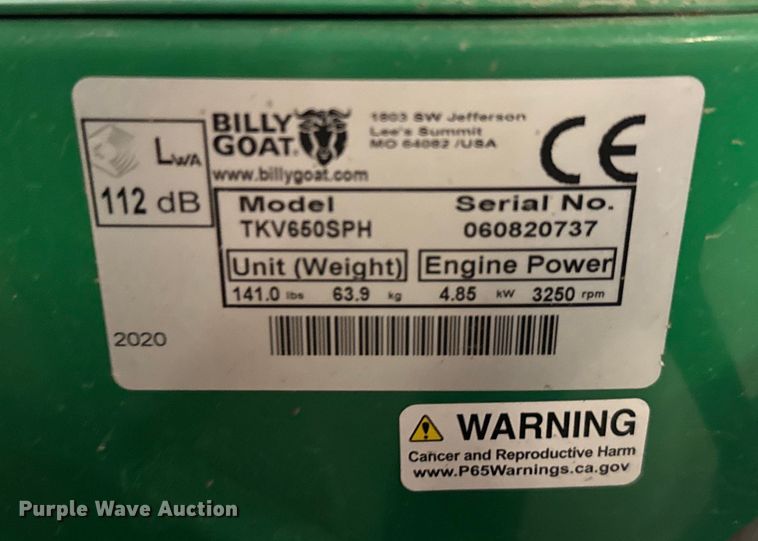 LWA
112 dB
BILLY
GOAT.
1803 SW Jefferson
Lee's Summit
MO 64082 /USA
CE
www.billygoat.com
Model Serial No.
TKV650SPH 060820737
Unit (Weight) Engine Power
141.0 lbs 63.9 kg 4.85 kW 3250 rpm
2020
WARNING
Cancer and Reproductive Harm
www.P65Warnings.ca.gov
Purple Wave Auction